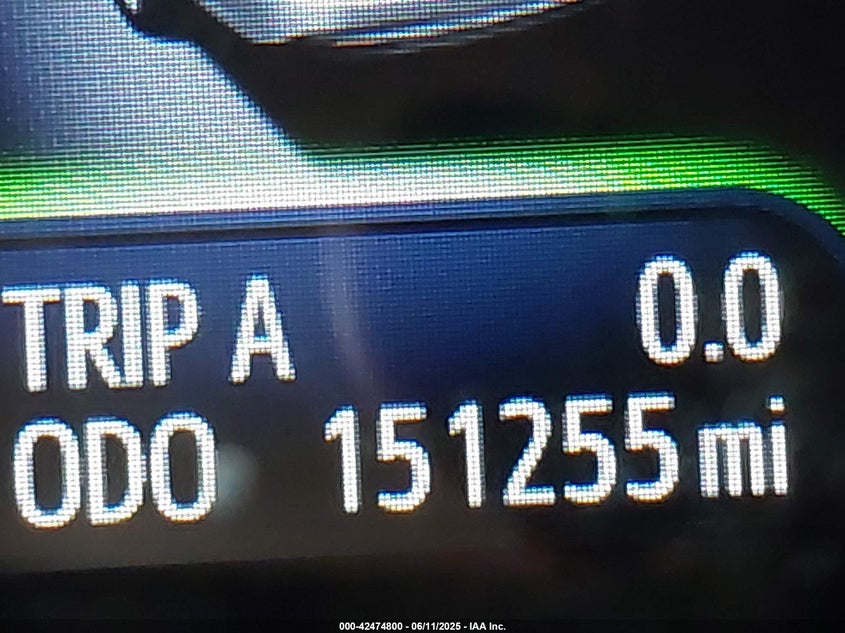 TRIP A 0.0
ODO 151255 mi
000-42474800 - 06/11/2025 - IAA Inc.